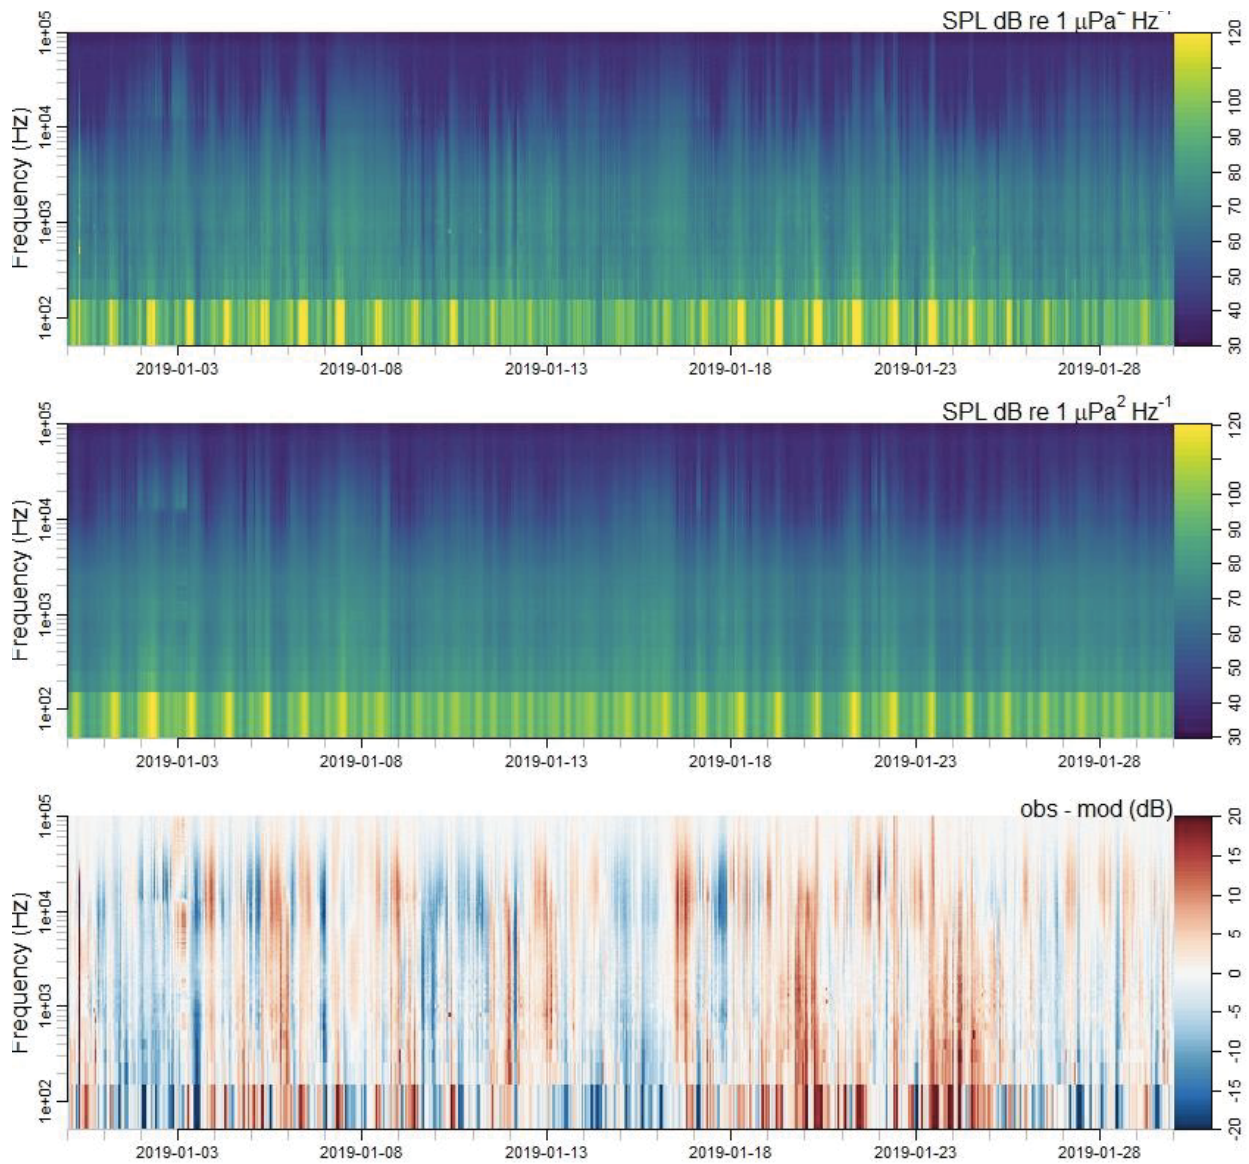 SPL dB re 1 μPa² Hz⁻¹
Frequency (Hz)
1e+05
1e+04
1e+03
1e+02
120
100
90
80
70
60
50
40
30
2019-01-03 2019-01-08 2019-01-13 2019-01-18 2019-01-23 2019-01-28
SPL dB re 1 μPa² Hz⁻¹
Frequency (Hz)
1e+05
1e+04
1e+03
1e+02
120
100
90
80
70
60
50
40
30
2019-01-03 2019-01-08 2019-01-13 2019-01-18 2019-01-23 2019-01-28
obs - mod (dB)
Frequency (Hz)
1e+05
1e+04
1e+03
1e+02
20
15
10
5
0
-5
-10
-15
-20
2019-01-03 2019-01-08 2019-01-13 2019-01-18 2019-01-23 2019-01-28